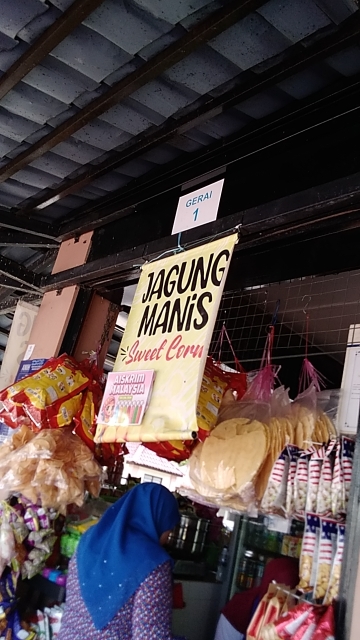 GERAI
1
JAGUNG
MANiS
Sweet Corn
AISKRIM
MALAYSIA